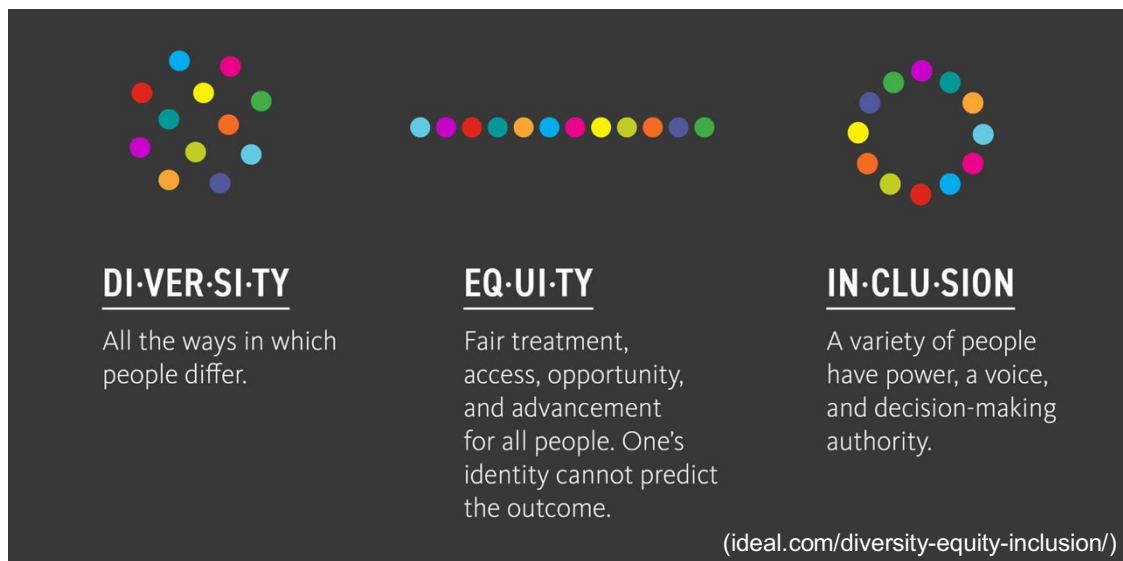 DI·VER·SI·TY
All the ways in which
people differ.
EQ·UI·TY
Fair treatment,
access, opportunity,
and advancement
for all people. One’s
identity cannot predict
the outcome.
IN·CLU·SION
A variety of people
have power, a voice,
and decision-making
authority.
(ideal.com/diversity-equity-inclusion/)